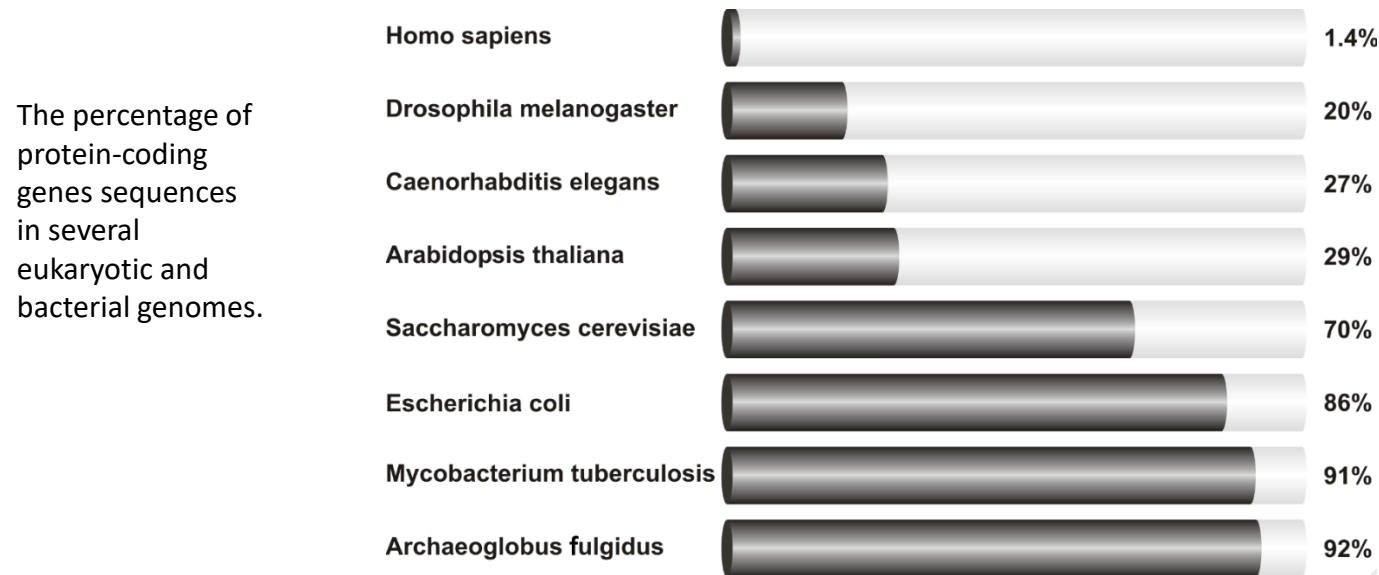 The percentage of
protein-coding
genes sequences
in several
eukaryotic and
bacterial genomes.
Homo sapiens 1.4%
Drosophila melanogaster 20%
Caenorhabditis elegans 27%
Arabidopsis thaliana 29%
Saccharomyces cerevisiae 70%
Escherichia coli 86%
Mycobacterium tuberculosis 91%
Archaeoglobus fulgidus 92%